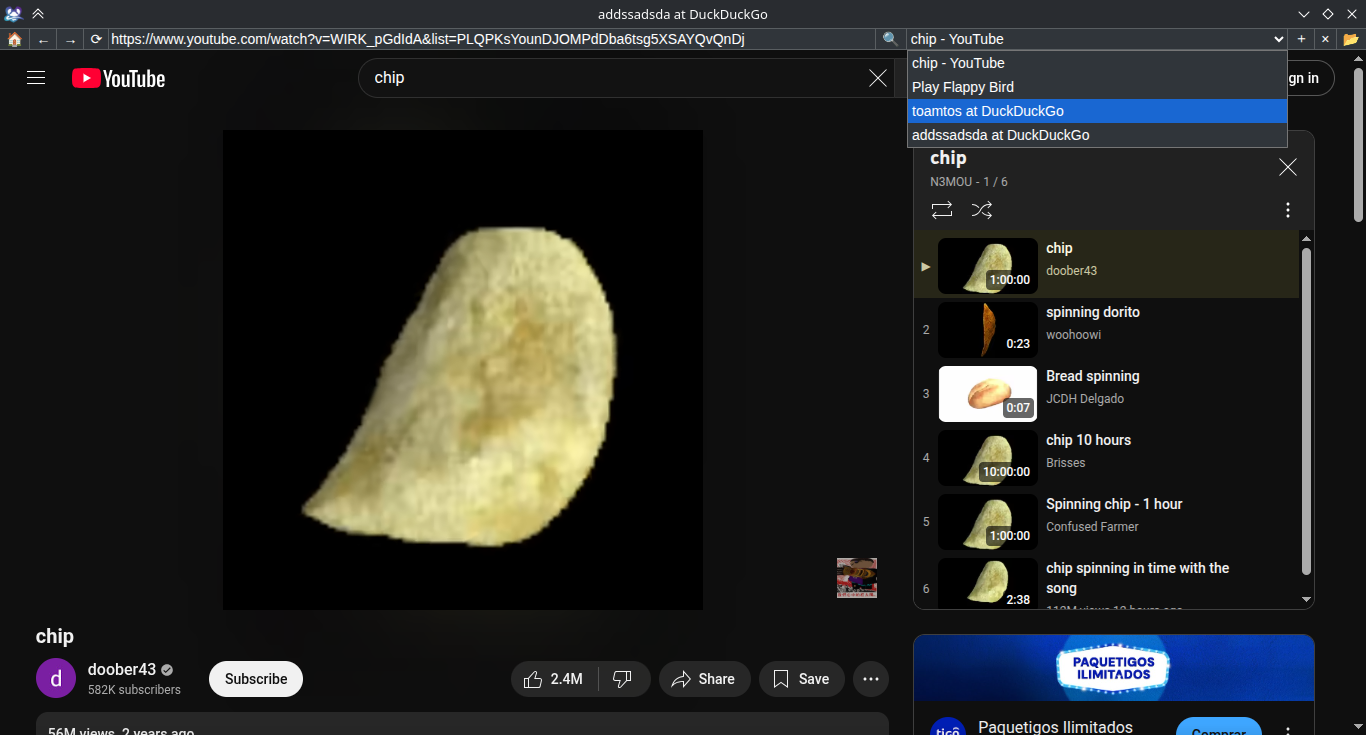 addssadsda at DuckDuckGo
https://www.youtube.com/watch?v=WIRK_pGdIdA&list=PLQPKsYounDJOMPdDba6tsg5XSAYQvQnDj
chip - YouTube
chip - YouTube
Play Flappy Bird
toamtos at DuckDuckGo
addssadsda at DuckDuckGo
YouTube
chip
gn in
chip
N3MOU - 1 / 6
chip
doober43
1:00:00
2
spinning dorito
woohoowi
0:23
3
Bread spinning
JCDH Delgado
0:07
4
chip 10 hours
Brisses
10:00:00
5
Spinning chip - 1 hour
Confused Farmer
1:00:00
6
chip spinning in time with the
song
2:38
chip
d
doober43
582K subscribers
Subscribe
2.4M
Share
Save
56M views 2 years ago
PAQUETIGOS
ILIMITADOS
tigo
Paquetigos Ilimitados
Comprar